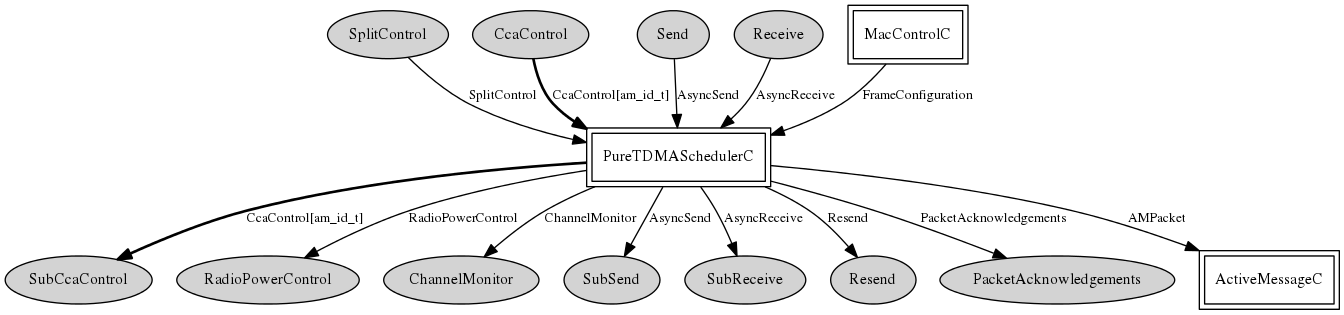 SplitControl
CcaControl
Send
Receive
MacControlC
SplitControl
CcaControl[am_id_t]
AsyncSend
AsyncReceive
FrameConfiguration
PureTDMASchedulerC
CcaControl[am_id_t]
RadioPowerControl
ChannelMonitor
AsyncSend
AsyncReceive
Resend
PacketAcknowledgements
AMPacket
SubCcaControl
RadioPowerControl
ChannelMonitor
SubSend
SubReceive
Resend
PacketAcknowledgements
ActiveMessageC